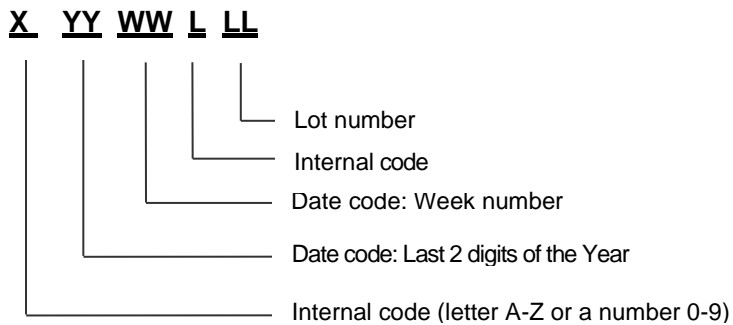 X YY WW L LL
Lot number
Internal code
Date code: Week number
Date code: Last 2 digits of the Year
Internal code (letter A-Z or a number 0-9)